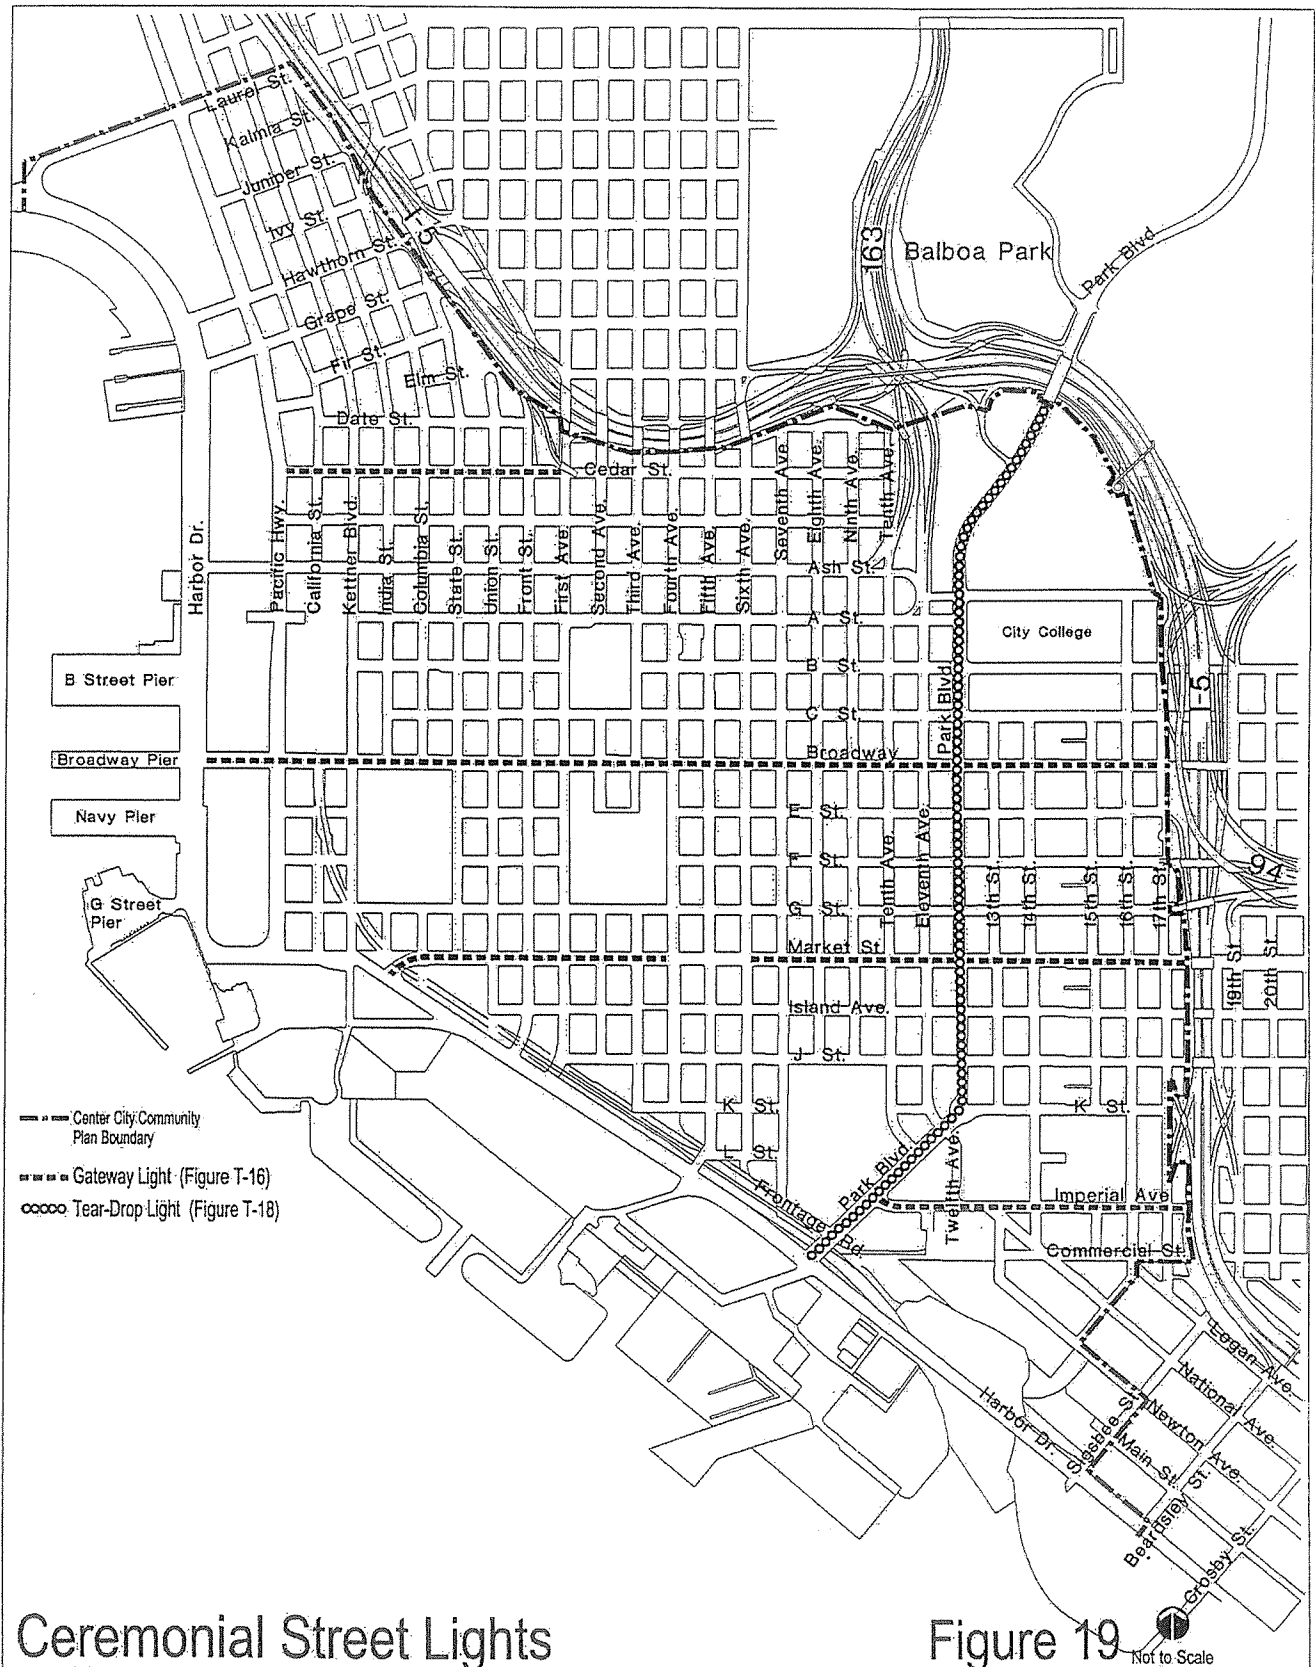 Laurel St.
Kalmia St.
Juniper St.
Ivy St.
Hawthorn St.
Grape St.
Fir St.
Elm St.
Date St.
Cedar St.
I-5
163
Balboa Park
Park Blvd
Harbor Dr.
Pacific Hwy.
California St.
Kettner Blvd.
India St.
Columbia St.
State St.
Union St.
Front St.
First Ave.
Second Ave.
Third Ave.
Fourth Ave.
Fifth Ave.
Sixth Ave.
Seventh Ave
Eighth Ave.
Ninth Ave.
Tenth Ave.
Ash St.
A St.
B St.
C St.
Broadway
Park Blvd.
City College
I-5
B Street Pier
Broadway Pier
Navy Pier
G Street
Pier
E St.
F St.
G St.
Market St.
Tenth Ave.
Eleventh Ave.
13th St.
14th St.
15th St.
16th St.
17th St.
94
19th St
20th St.
Island Ave.
J St.
K St.
K St.
L St.
Center City Community
Plan Boundary
Gateway Light (Figure T-16)
Tear-Drop Light (Figure T-18)
Frontage Rd.
Park Blvd.
Twelfth Ave.
Imperial Ave
Commercial St.
Logan Ave.
National Ave.
Newton Ave.
Main St.
Sigsbee St
Harbor Dr.
Beardsley St.
Crosby St.
Ceremonial Street Lights
Figure 19
Not to Scale